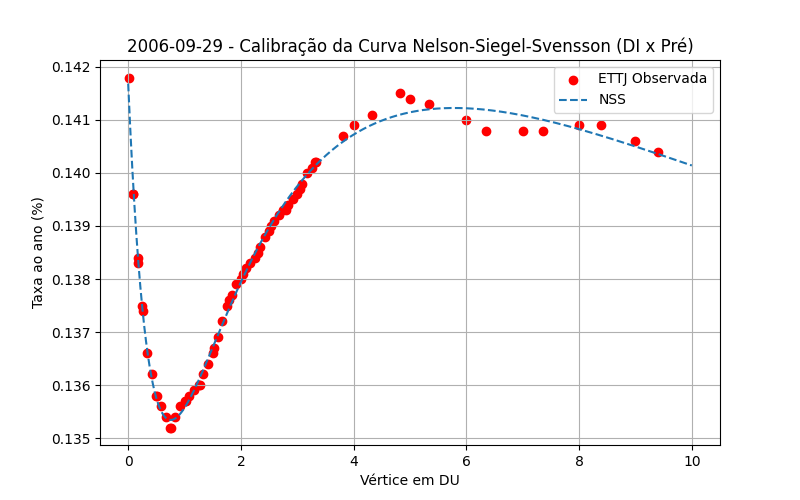 2006-09-29 - Calibração da Curva Nelson-Siegel-Svensson (DI x Pré)
ETTJ Observada
NSS
Taxa ao ano (%)
0.142
0.141
0.140
0.139
0.138
0.137
0.136
0.135
0 2 4 6 8 10
Vértice em DU